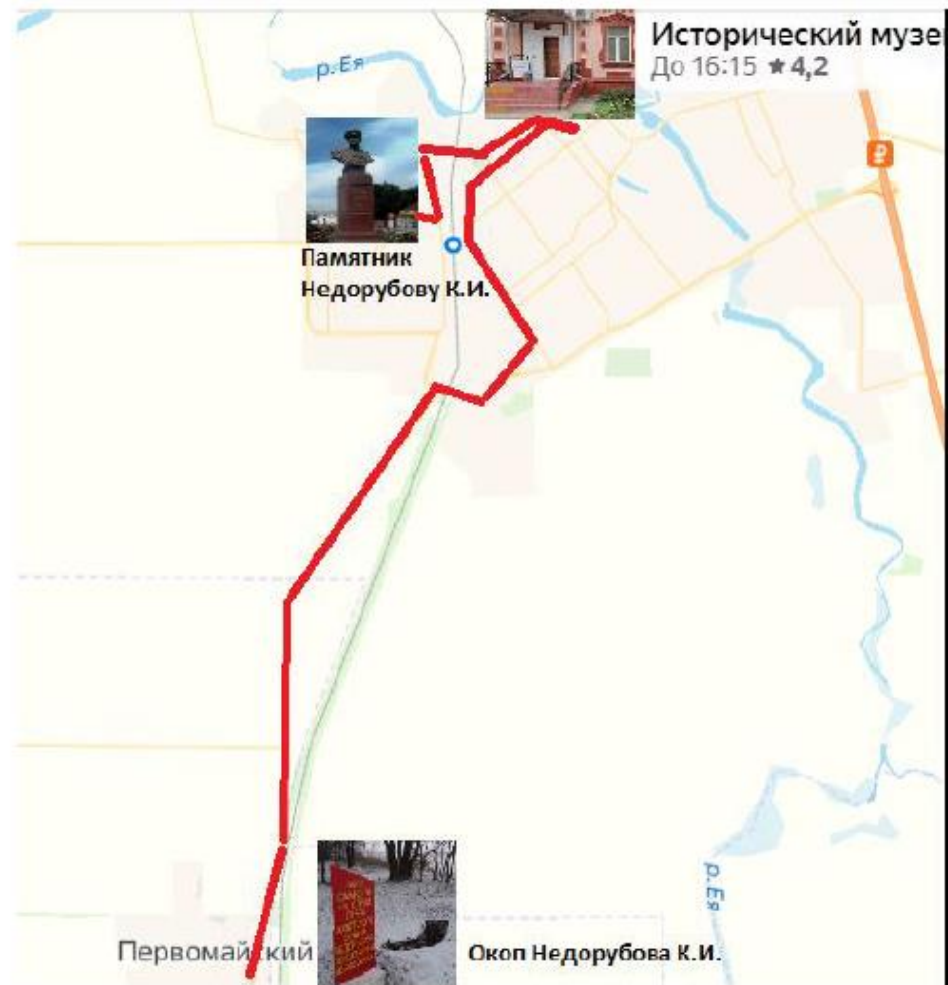 Исторический музе
До 16:15 ★4,2
р.Ея
Памятник
Недорубову К.И.
р.Ея
Первомайский
Окоп Недорубова К.И.